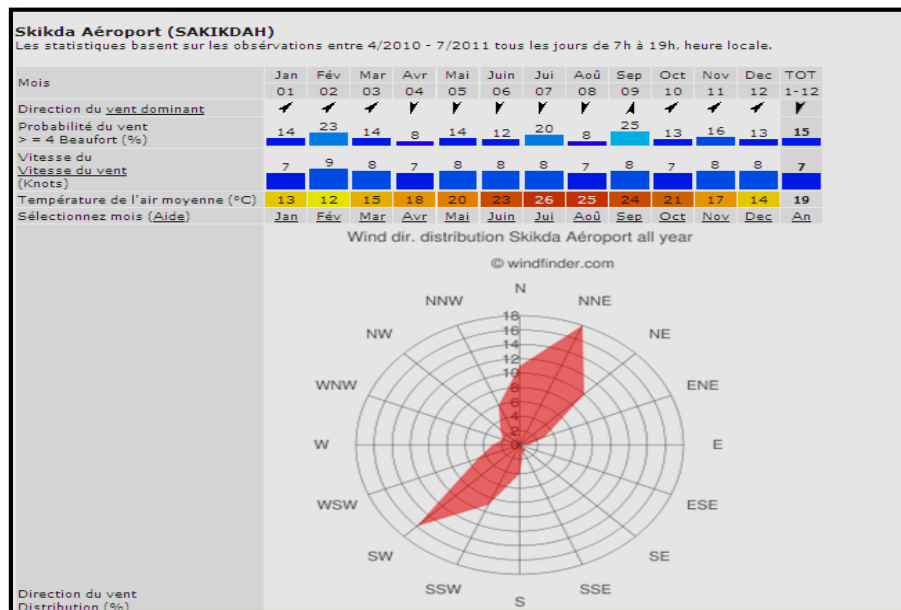 Skikda Aéroport (SAKIKDAH)
Les statistiques basent sur les obsérvations entre 4/2010 - 7/2011 tous les jours de 7h à 19h, heure locale.
Mois Jan Fév Mar Avr Mai Juin Jui Aoû Sep Oct Nov Dec TOT
01 02 03 04 05 06 07 08 09 10 11 12 1-12
Direction du vent dominant
Probabilité du vent
> = 4 Beaufort (%)
14 23 14 8 14 12 20 8 25 13 16 13 15
Vitesse du
Vitesse du vent
(Knots)
7 9 8 7 8 8 8 7 8 7 8 8 7
Température de l'air moyenne (°C) 13 12 15 18 20 23 26 25 24 21 17 14 19
Sélectionnez mois (Aide) Jan Fév Mar Avr Mai Juin Jui Aoû Sep Oct Nov Dec An
Wind dir. distribution Skikda Aéroport all year
© windfinder.com
N
NNW NNE
18
NW NE
16
14
12
WNW ENE
10
8
6
4
2
W 0 E
WSW ESE
SW SE
SSW SSE
S
Direction du vent
Distribution (%)